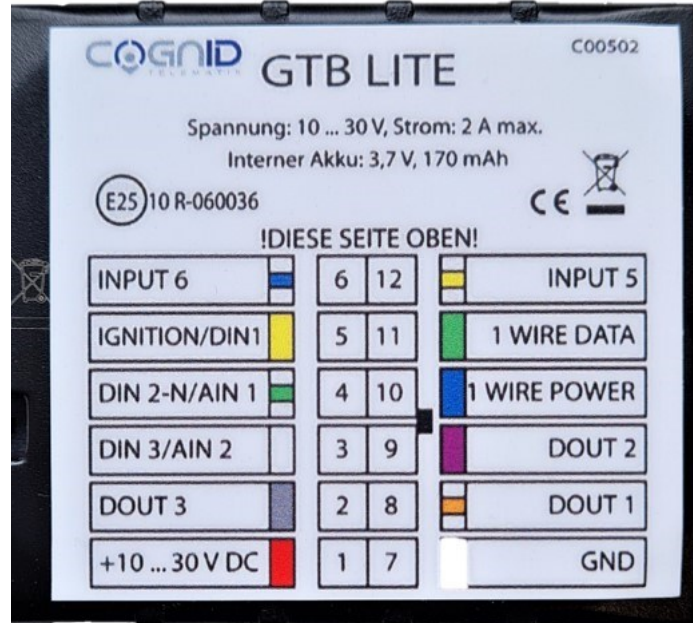 COGNID
TELEMATIK
GTB LITE
C00502
Spannung: 10 ... 30 V, Strom: 2 A max.
Interner Akku: 3,7 V, 170 mAh
E25 10 R-060036
CE
!DIESE SEITE OBEN!
INPUT 6 6 12 INPUT 5
IGNITION/DIN1 5 11 1 WIRE DATA
DIN 2-N/AIN 1 4 10 1 WIRE POWER
DIN 3/AIN 2 3 9 DOUT 2
DOUT 3 2 8 DOUT 1
+10 ... 30 V DC 1 7 GND